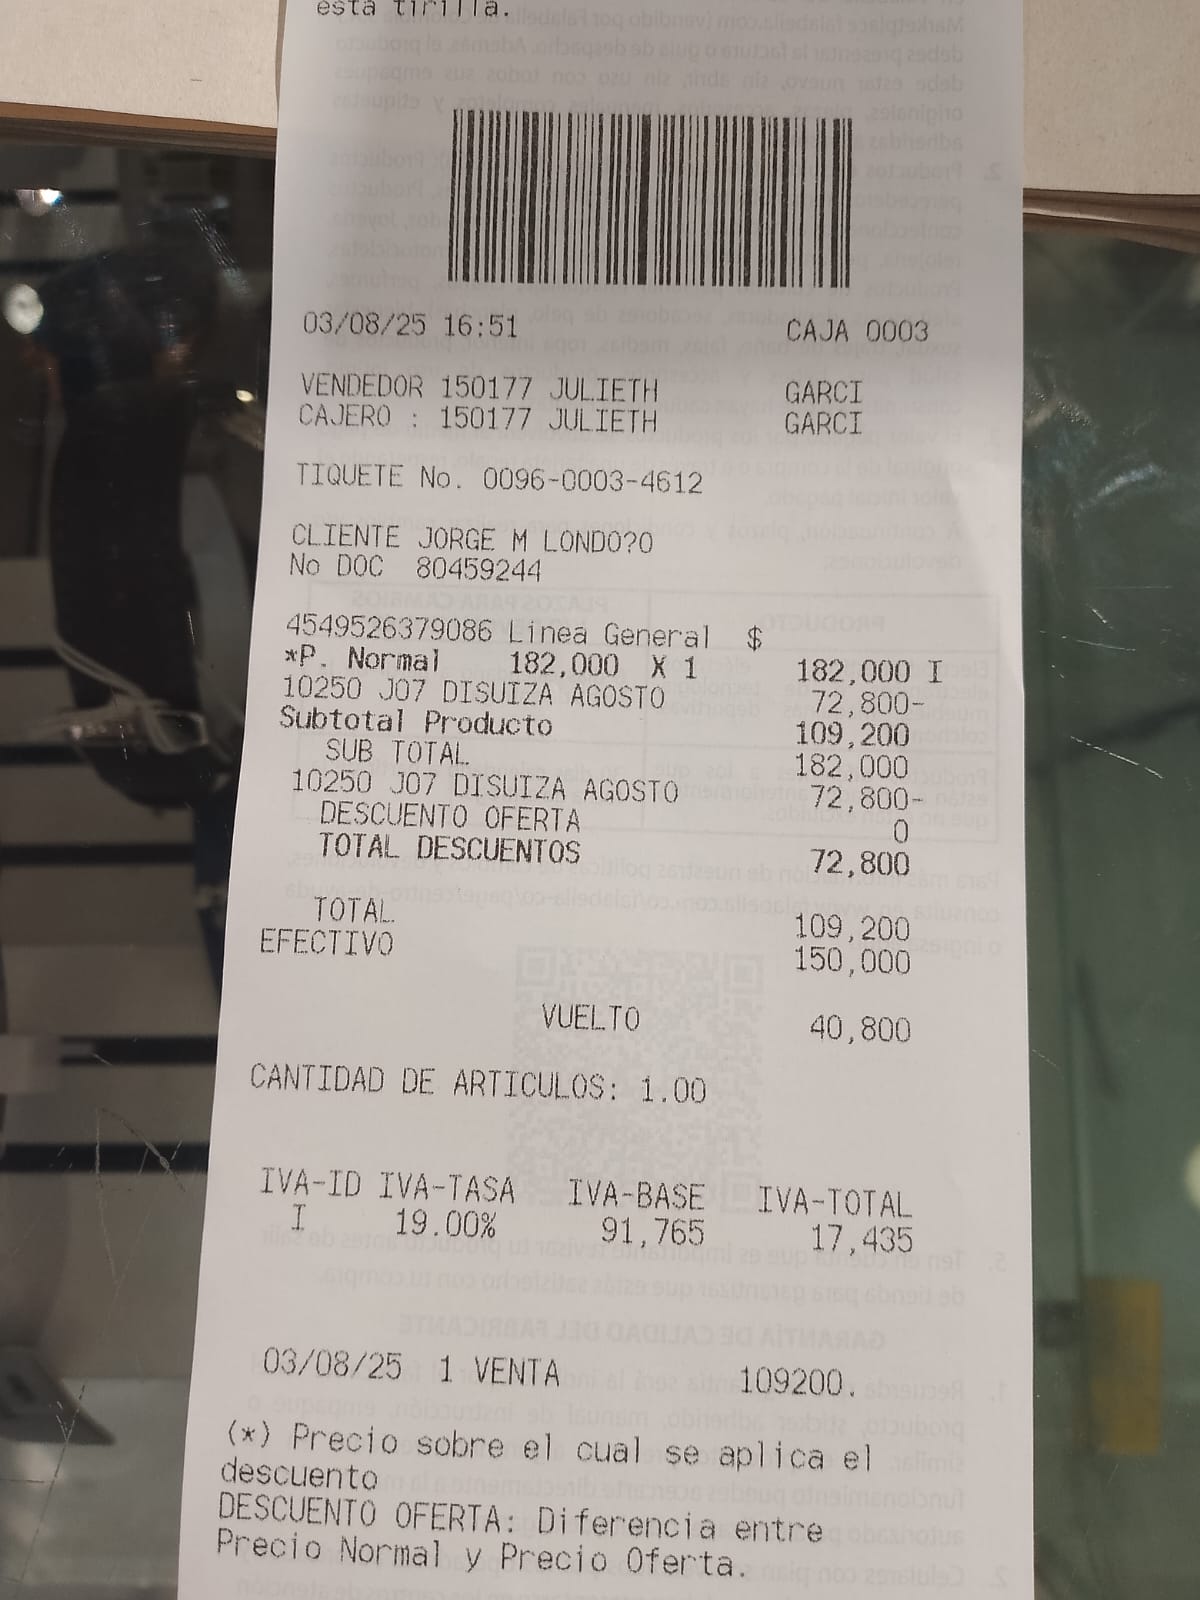 esta tirilla.
03/08/25 16:51 CAJA 0003
VENDEDOR 150177 JULIETH GARCI
CAJERO : 150177 JULIETH GARCI
TIQUETE No. 0096-0003-4612
CLIENTE JORGE M LONDO?O
No DOC 80459244
4549526379086 Linea General $
*P. Normal 182,000 X 1 182,000 I
10250 J07 DISUIZA AGOSTO 72,800-
Subtotal Producto 109,200
SUB TOTAL 182,000
10250 J07 DISUIZA AGOSTO 72,800-
DESCUENTO OFERTA 0
TOTAL DESCUENTOS 72,800
TOTAL 109,200
EFECTIVO 150,000
VUELTO 40,800
CANTIDAD DE ARTICULOS: 1.00
IVA-ID IVA-TASA IVA-BASE IVA-TOTAL
I 19.00% 91,765 17,435
03/08/25 1 VENTA 109200.
(*) Precio sobre el cual se aplica el
descuento
DESCUENTO OFERTA: Diferencia entre
Precio Normal y Precio Oferta.